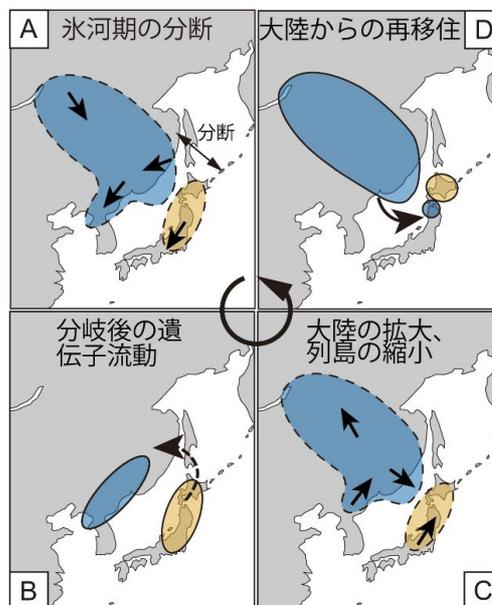 A
氷河期の分断
分断
大陸からの再移住
D
分岐後の遺
伝子流動
B
大陸の拡大、
列島の縮小
C